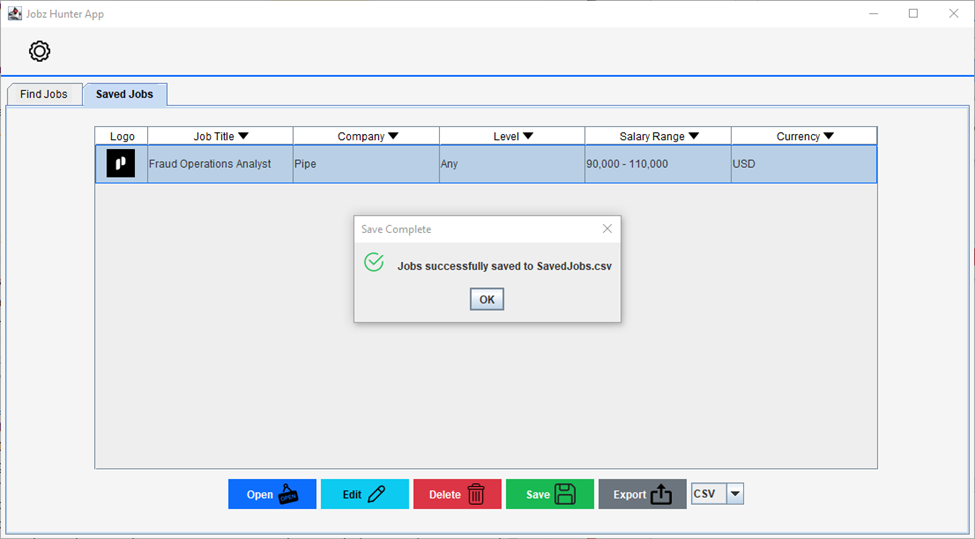 Jobz Hunter App
Find Jobs Saved Jobs
Logo Job Title Company Level Salary Range Currency
Fraud Operations Analyst Pipe Any 90,000 - 110,000 USD
Save Complete
Jobs successfully saved to SavedJobs.csv
OK
Open OPEN Edit Delete Save Export CSV